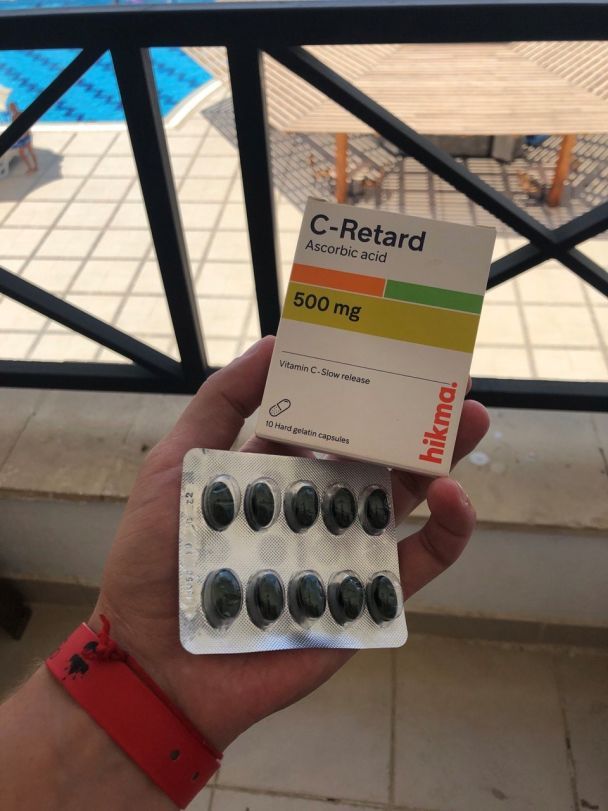 C-Retard
Ascorbic acid
500 mg
Vitamin C - Slow release
10 Hard gelatin capsules
hikma.